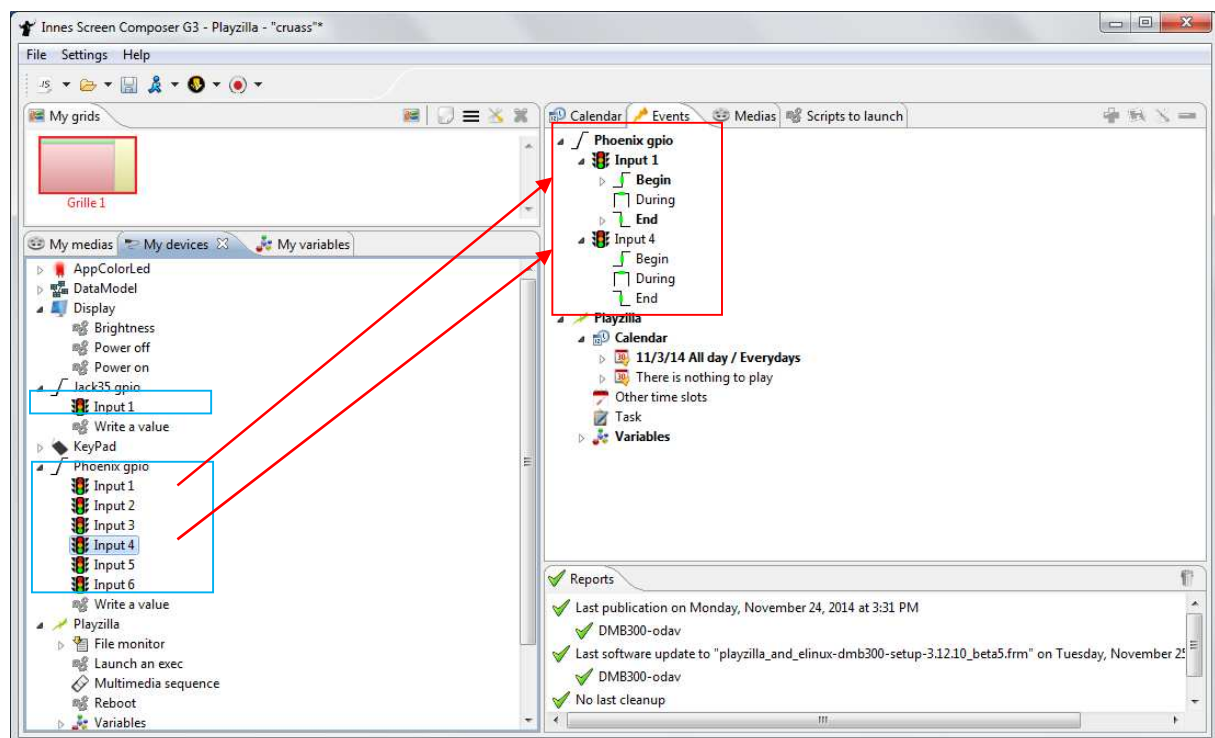 Innes Screen Composer G3 - Playzilla - "cruass"*
File Settings Help
JS
My grids
Grille 1
My medias My devices My variables
AppColorLed
DataModel
Display
Brightness
Power off
Power on
Jack35 gpio
Input 1
Write a value
KeyPad
Phoenix gpio
Input 1
Input 2
Input 3
Input 4
Input 5
Input 6
Write a value
Playzilla
File monitor
Launch an exec
Multimedia sequence
Reboot
Variables
Calendar Events Medias Scripts to launch
Phoenix gpio
Input 1
Begin
During
End
Input 4
Begin
During
End
Playzilla
Calendar
11/3/14 All day / Everydays
There is nothing to play
Other time slots
Task
Variables
Reports
Last publication on Monday, November 24, 2014 at 3:31 PM
DMB300-odav
Last software update to "playzilla_and_elinux-dmb300-setup-3.12.10_beta5.frm" on Tuesday, November 25
DMB300-odav
No last cleanup